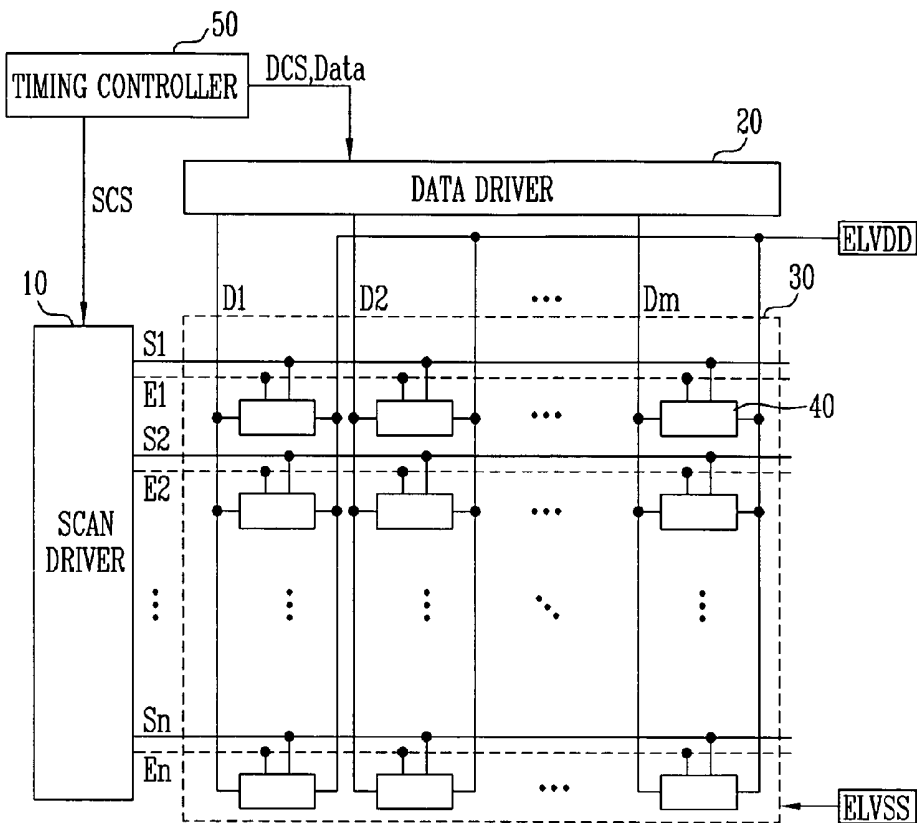 50
TIMING CONTROLLER
DCS,Data
20
DATA DRIVER
SCS
ELVDD
10
D1
D2
...
Dm
30
S1
E1
...
40
S2
E2
...
SCAN
DRIVER
Sn
En
...
ELVSS